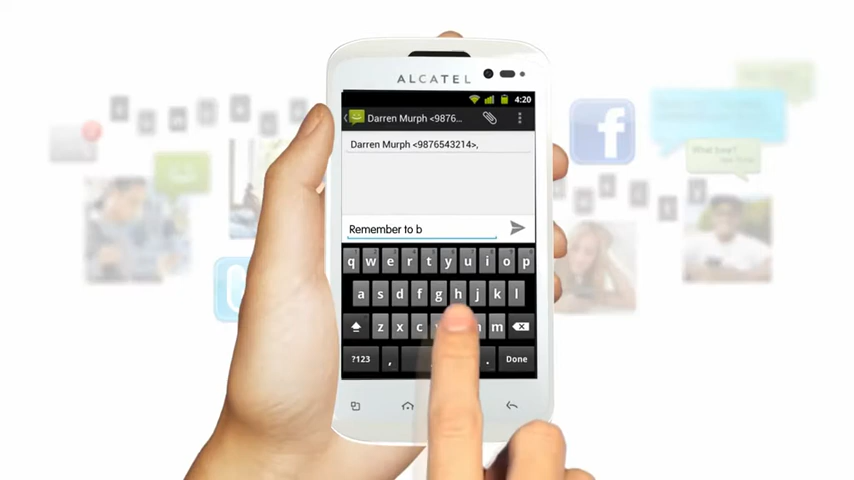 ALCATEL
4:20
Darren Murph <9876...
Darren Murph <9876543214>,
Remember to b
q w e r t y u i o p
a s d f g h j k l
z x c v n m
?123 , . Done
f